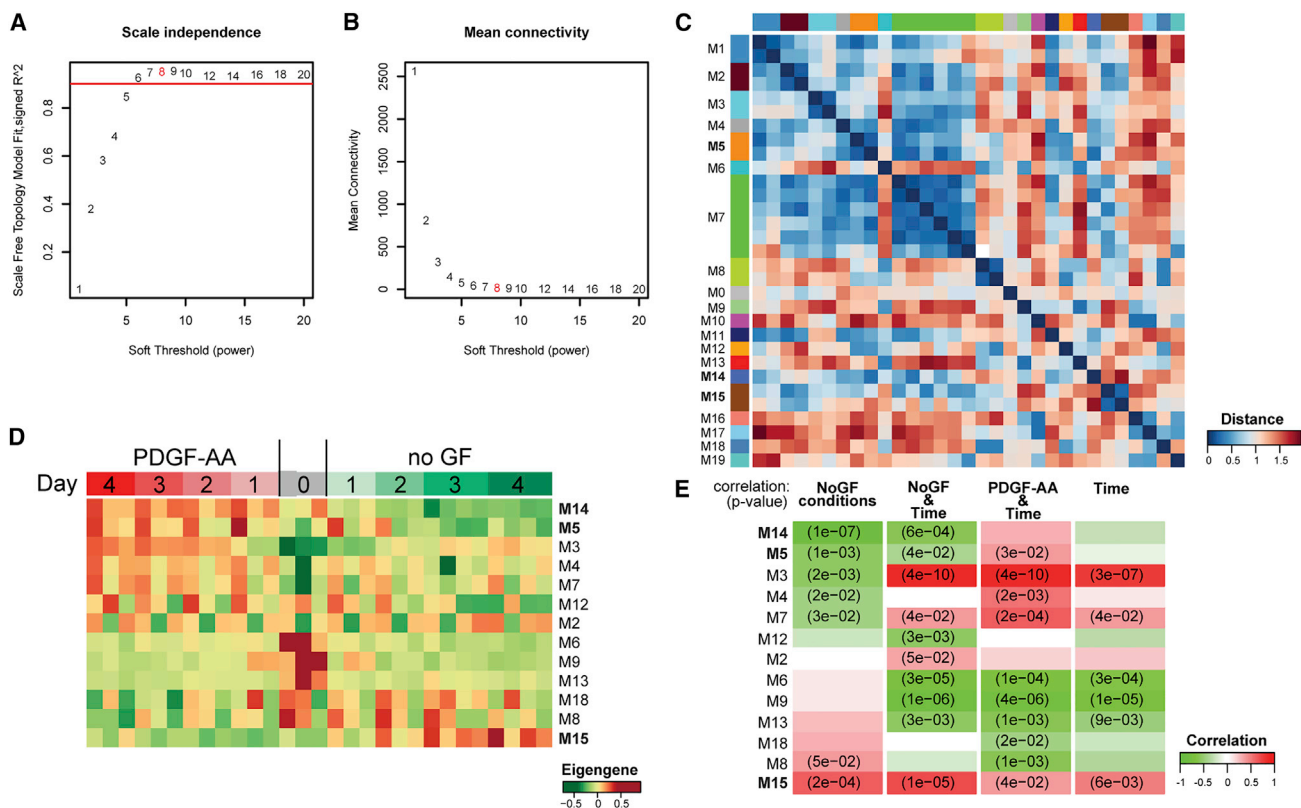 A
Scale independence
Scale Free Topology Model Fit,signed R^2
0.2 0.4 0.6 0.8
1 2 3 4 5 6 7 8 9 10 12 14 16 18 20
5 10 15 20
Soft Threshold (power)
B
Mean connectivity
Mean Connectivity
0 500 1000 1500 2000 2500
1 2 3 4 5 6 7 8 9 10 12 14 16 18 20
5 10 15 20
Soft Threshold (power)
C
M1
M2
M3
M4
M5
M6
M7
M8
M0
M9
M10
M11
M12
M13
M14
M15
M16
M17
M18
M19
Distance
0 0.5 1 1.5
D
PDGF-AA no GF
Day 4 3 2 1 0 1 2 3 4
M14
M5
M3
M4
M7
M12
M2
M6
M9
M13
M18
M8
M15
Eigengene
−0.5 0 0.5
E
correlation:
(p-value)
NoGF conditions
NoGF & Time
PDGF-AA & Time
Time
M14 (1e−07) (6e−04)
M5 (1e−03) (4e−02) (3e−02)
M3 (2e−03) (4e−10) (4e−10) (3e−07)
M4 (2e−02) (2e−03)
M7 (3e−02) (4e−02) (2e−04) (4e−02)
M12 (3e−03)
M2 (5e−02)
M6 (3e−05) (1e−04) (3e−04)
M9 (1e−06) (4e−06) (1e−05)
M13 (3e−03) (1e−03) (9e−03)
M18 (2e−02)
M8 (5e−02) (1e−03)
M15 (2e−04) (1e−05) (4e−02) (6e−03)
Correlation
-1 -0.5 0 0.5 1